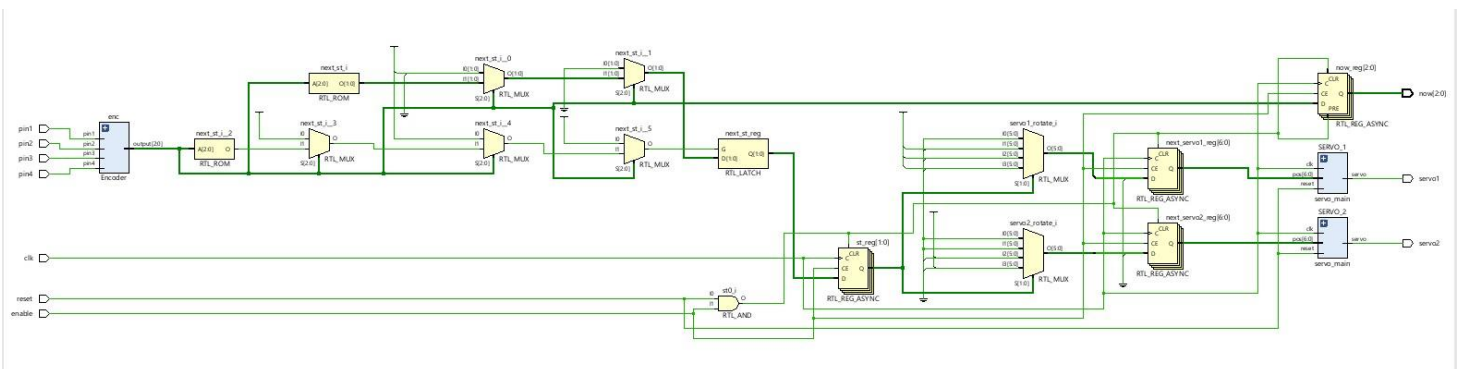 next_st_i__0
I0[1:0]
I1[1:0]
O[1:0]
S[2:0]
RTL_MUX
next_st_i__1
I0[1:0]
I1[1:0]
O[1:0]
S[2:0]
RTL_MUX
now_reg[2:0]
CLR
C
CE
Q
D
PRE
RTL_REG_ASYNC
now[2:0]
next_st_i
A[2:0]
O[1:0]
RTL_ROM
enc
pin1
pin2
pin3
pin4
pin1
pin2
pin3
pin4
output[2:0]
Encoder
next_st_i__2
A[2:0]
O
RTL_ROM
next_st_i__3
I0
I1
O
S[2:0]
RTL_MUX
next_st_i__4
I0
I1
O
S[2:0]
RTL_MUX
next_st_i__5
I0
I1
O
S[2:0]
RTL_MUX
next_st_reg
G
D[1:0]
Q[1:0]
RTL_LATCH
servo1_rotate_i
I0[5:0]
I1[5:0]
I2[5:0]
I3[5:0]
O[5:0]
S[1:0]
RTL_MUX
next_servo1_reg[6:0]
CLR
C
CE
Q
D
RTL_REG_ASYNC
SERVO_1
clk
pos[6:0]
reset
servo
servo_main
servo1
servo2_rotate_i
I0[5:0]
I1[5:0]
I2[5:0]
I3[5:0]
O[5:0]
S[1:0]
RTL_MUX
next_servo2_reg[6:0]
CLR
C
CE
Q
D
RTL_REG_ASYNC
SERVO_2
clk
pos[6:0]
reset
servo
servo_main
servo2
st_reg[1:0]
CLR
C
CE
Q
D
RTL_REG_ASYNC
clk
reset
enable
st0_i
I0
I1
O
RTL_AND